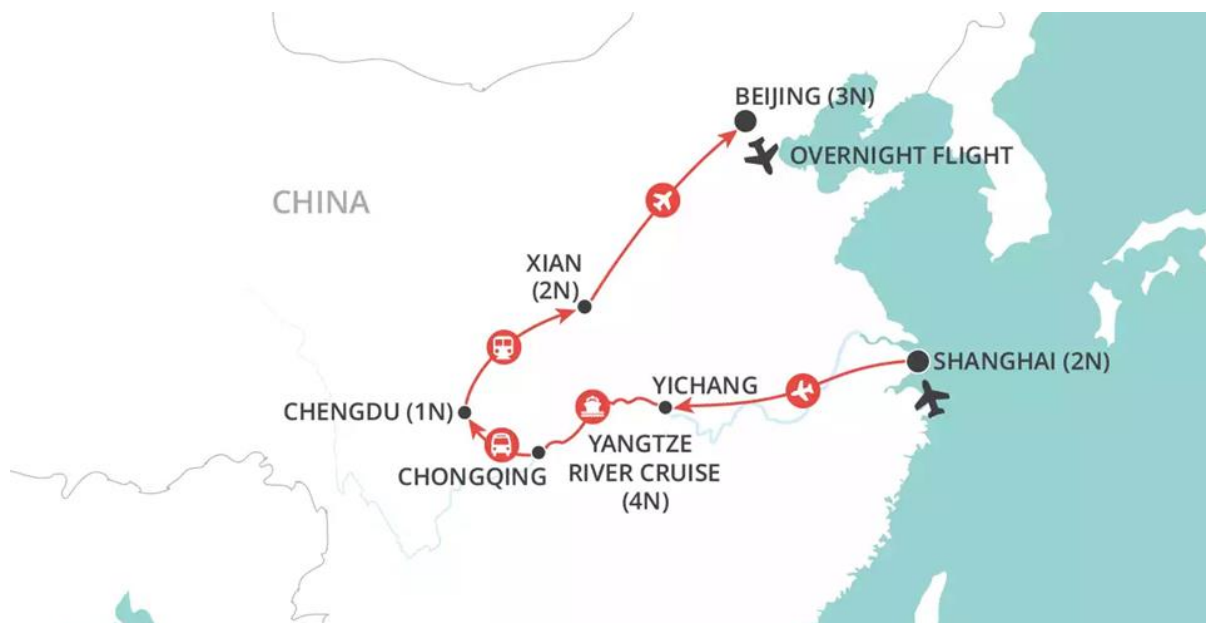 BEIJING (3N)
OVERNIGHT FLIGHT
CHINA
XIAN
(2N)
SHANGHAI (2N)
YICHANG
CHENGDU (1N)
YANGTZE
RIVER CRUISE
(4N)
CHONGQING